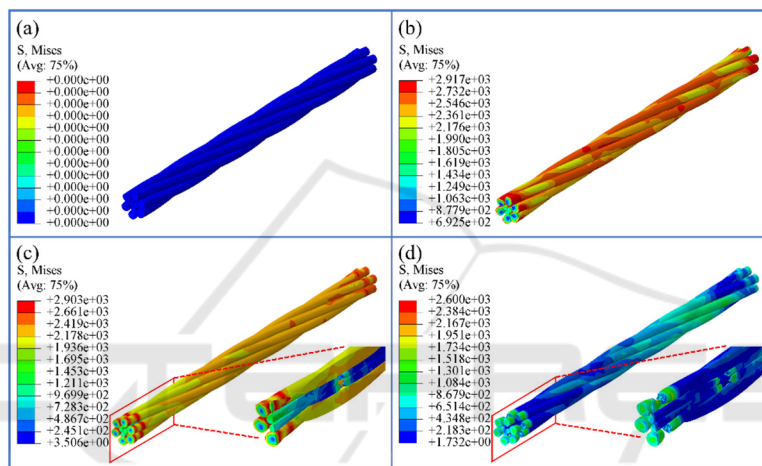 (a)
S, Mises
(Avg: 75%)
+0.000e+00
+0.000e+00
+0.000e+00
+0.000e+00
+0.000e+00
+0.000e+00
+0.000e+00
+0.000e+00
+0.000e+00
+0.000e+00
+0.000e+00
+0.000e+00
+0.000e+00
(b)
S, Mises
(Avg: 75%)
+2.917e+03
+2.732e+03
+2.546e+03
+2.361e+03
+2.176e+03
+1.990e+03
+1.805e+03
+1.619e+03
+1.434e+03
+1.249e+03
+1.063e+03
+8.779e+02
+6.925e+02
(c)
S, Mises
(Avg: 75%)
+2.903e+03
+2.661e+03
+2.419e+03
+2.178e+03
+1.936e+03
+1.695e+03
+1.453e+03
+1.211e+03
+9.699e+02
+7.283e+02
+4.867e+02
+2.451e+02
+3.506e+00
(d)
S, Mises
(Avg: 75%)
+2.600e+03
+2.384e+03
+2.167e+03
+1.951e+03
+1.734e+03
+1.518e+03
+1.301e+03
+1.084e+03
+8.679e+02
+6.514e+02
+4.348e+02
+2.183e+02
+1.732e+00